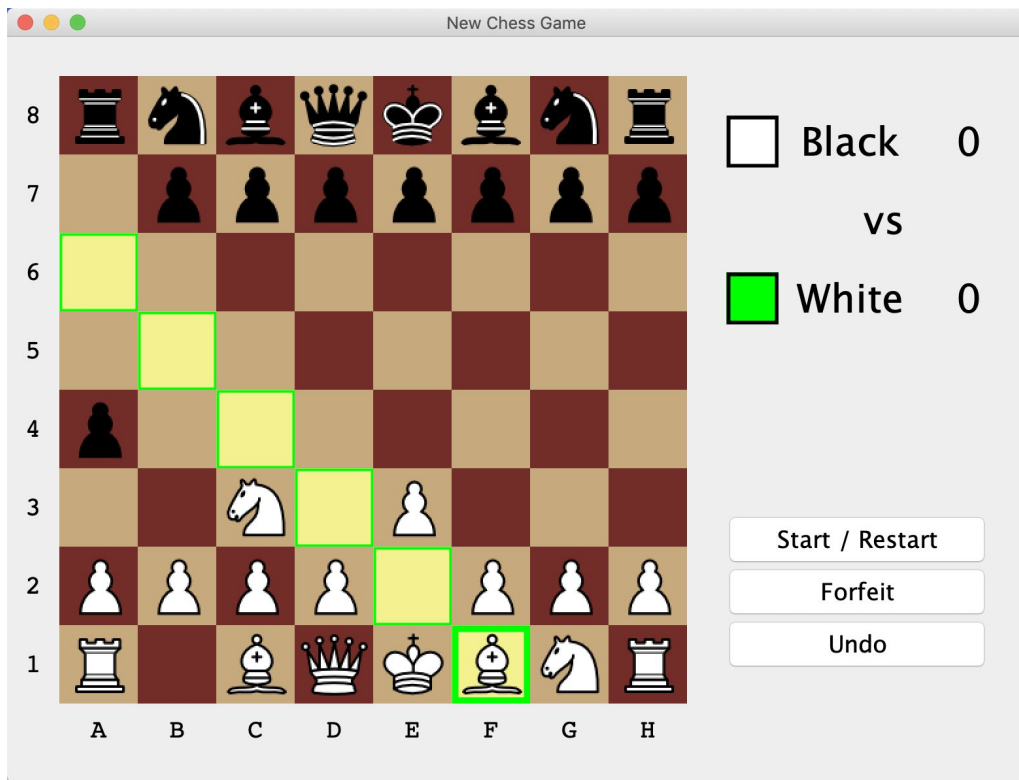 New Chess Game
8
7
6
5
4
3
2
1
A B C D E F G H
Black 0
vs
White 0
Start / Restart
Forfeit
Undo